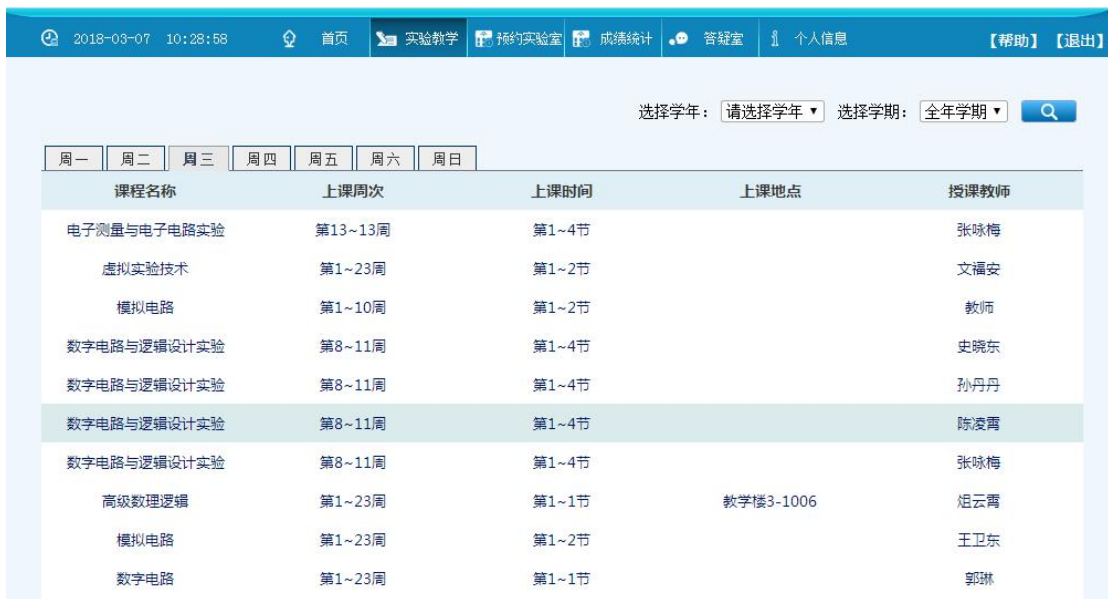 2018-03-07 10:28:58 首页 实验教学 预约实验室 成绩统计 答疑室 个人信息 【帮助】 【退出】
选择学年： 请选择学年 选择学期： 全年学期
周一 周二 周三 周四 周五 周六 周日
课程名称 上课周次 上课时间 上课地点 授课教师
电子测量与电子电路实验 第13~13周 第1~4节 张咏梅
虚拟实验技术 第1~23周 第1~2节 文福安
模拟电路 第1~10周 第1~2节 教师
数字电路与逻辑设计实验 第8~11周 第1~4节 史晓东
数字电路与逻辑设计实验 第8~11周 第1~4节 孙丹丹
数字电路与逻辑设计实验 第8~11周 第1~4节 陈凌霄
数字电路与逻辑设计实验 第8~11周 第1~4节 张咏梅
高级数理逻辑 第1~23周 第1~1节 教学楼3-1006 俎云霄
模拟电路 第1~23周 第1~2节 王卫东
数字电路 第1~23周 第1~1节 郭琳